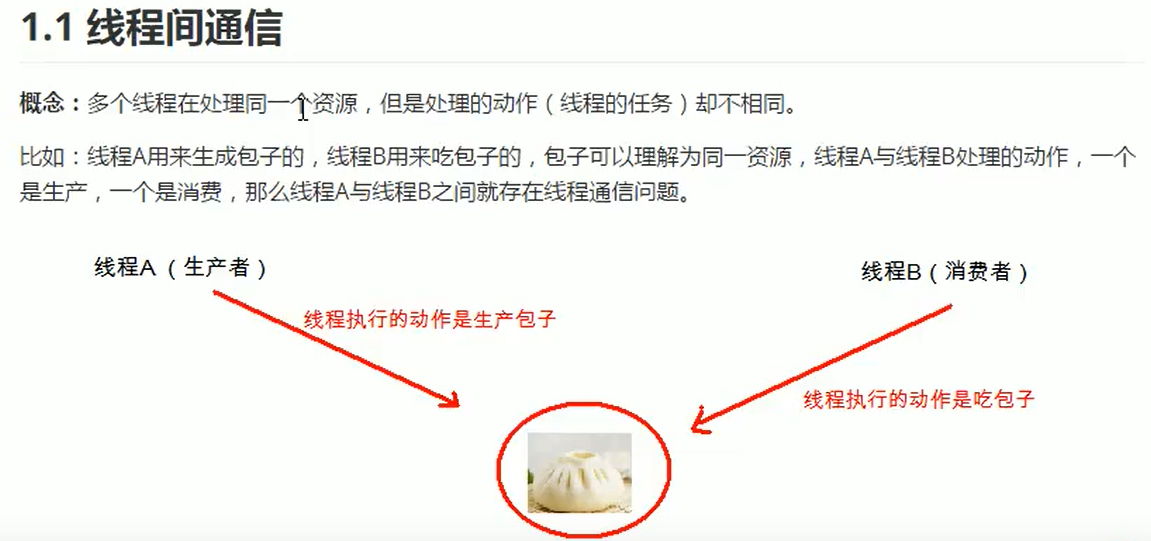 1.1 线程间通信
概念：多个线程在处理同一个资源，但是处理的动作（线程的任务）却不相同。
比如：线程A用来生成包子的，线程B用来吃包子的，包子可以理解为同一资源，线程A与线程B处理的动作，一个
是生产，一个是消费，那么线程A与线程B之间就存在线程通信问题。
线程A（生产者）
线程B（消费者）
线程执行的动作是生产包子
线程执行的动作是吃包子